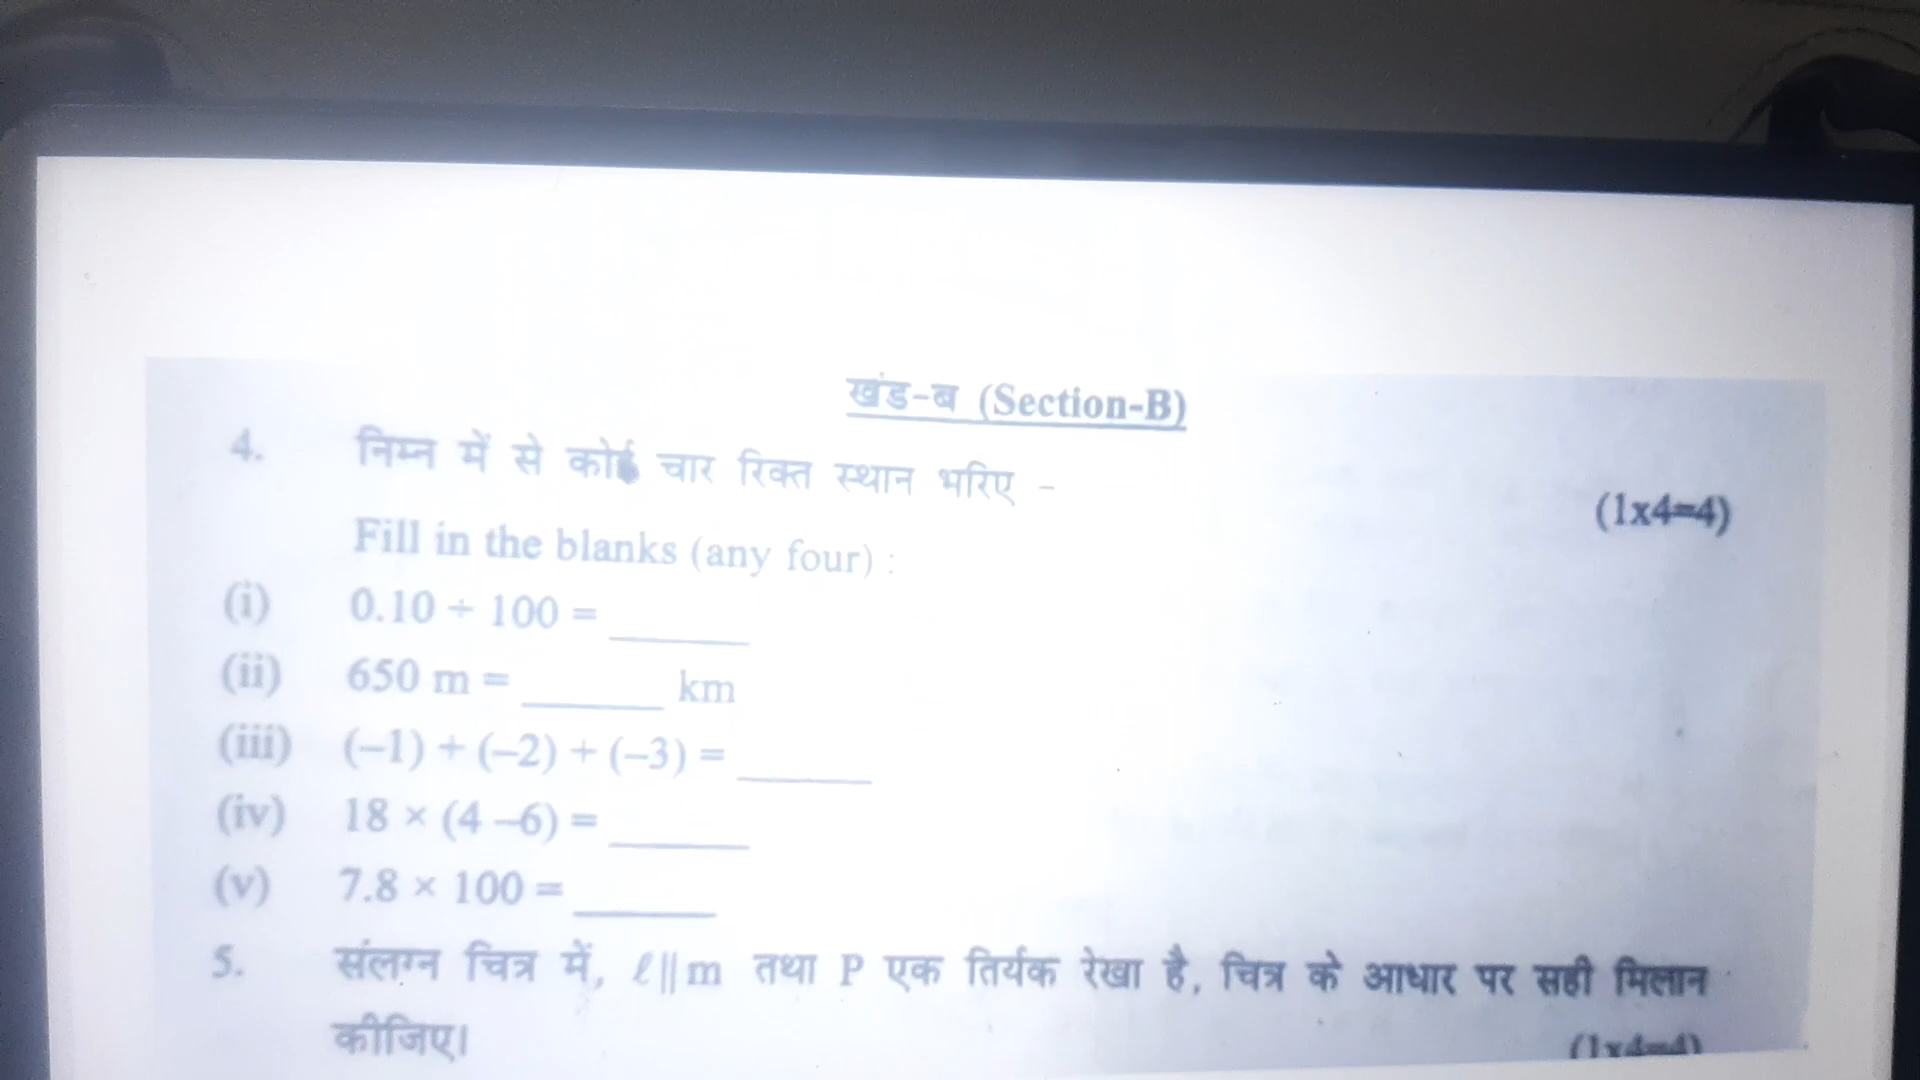 खंड-ब (Section-B)
4. निम्न में से कोई चार रिक्त स्थान भरिए - (1x4=4)
Fill in the blanks (any four) :
(i) 0.10 ÷ 100 = ______
(ii) 650 m = ______ km
(iii) (–1) + (–2) + (–3) = ______
(iv) 18 × (4 –6) = ______
(v) 7.8 × 100 = ______
5. संलग्न चित्र में, ℓ||m तथा P एक तिर्यक रेखा है, चित्र के आधार पर सही मिलान
कीजिए। (1x4=4)